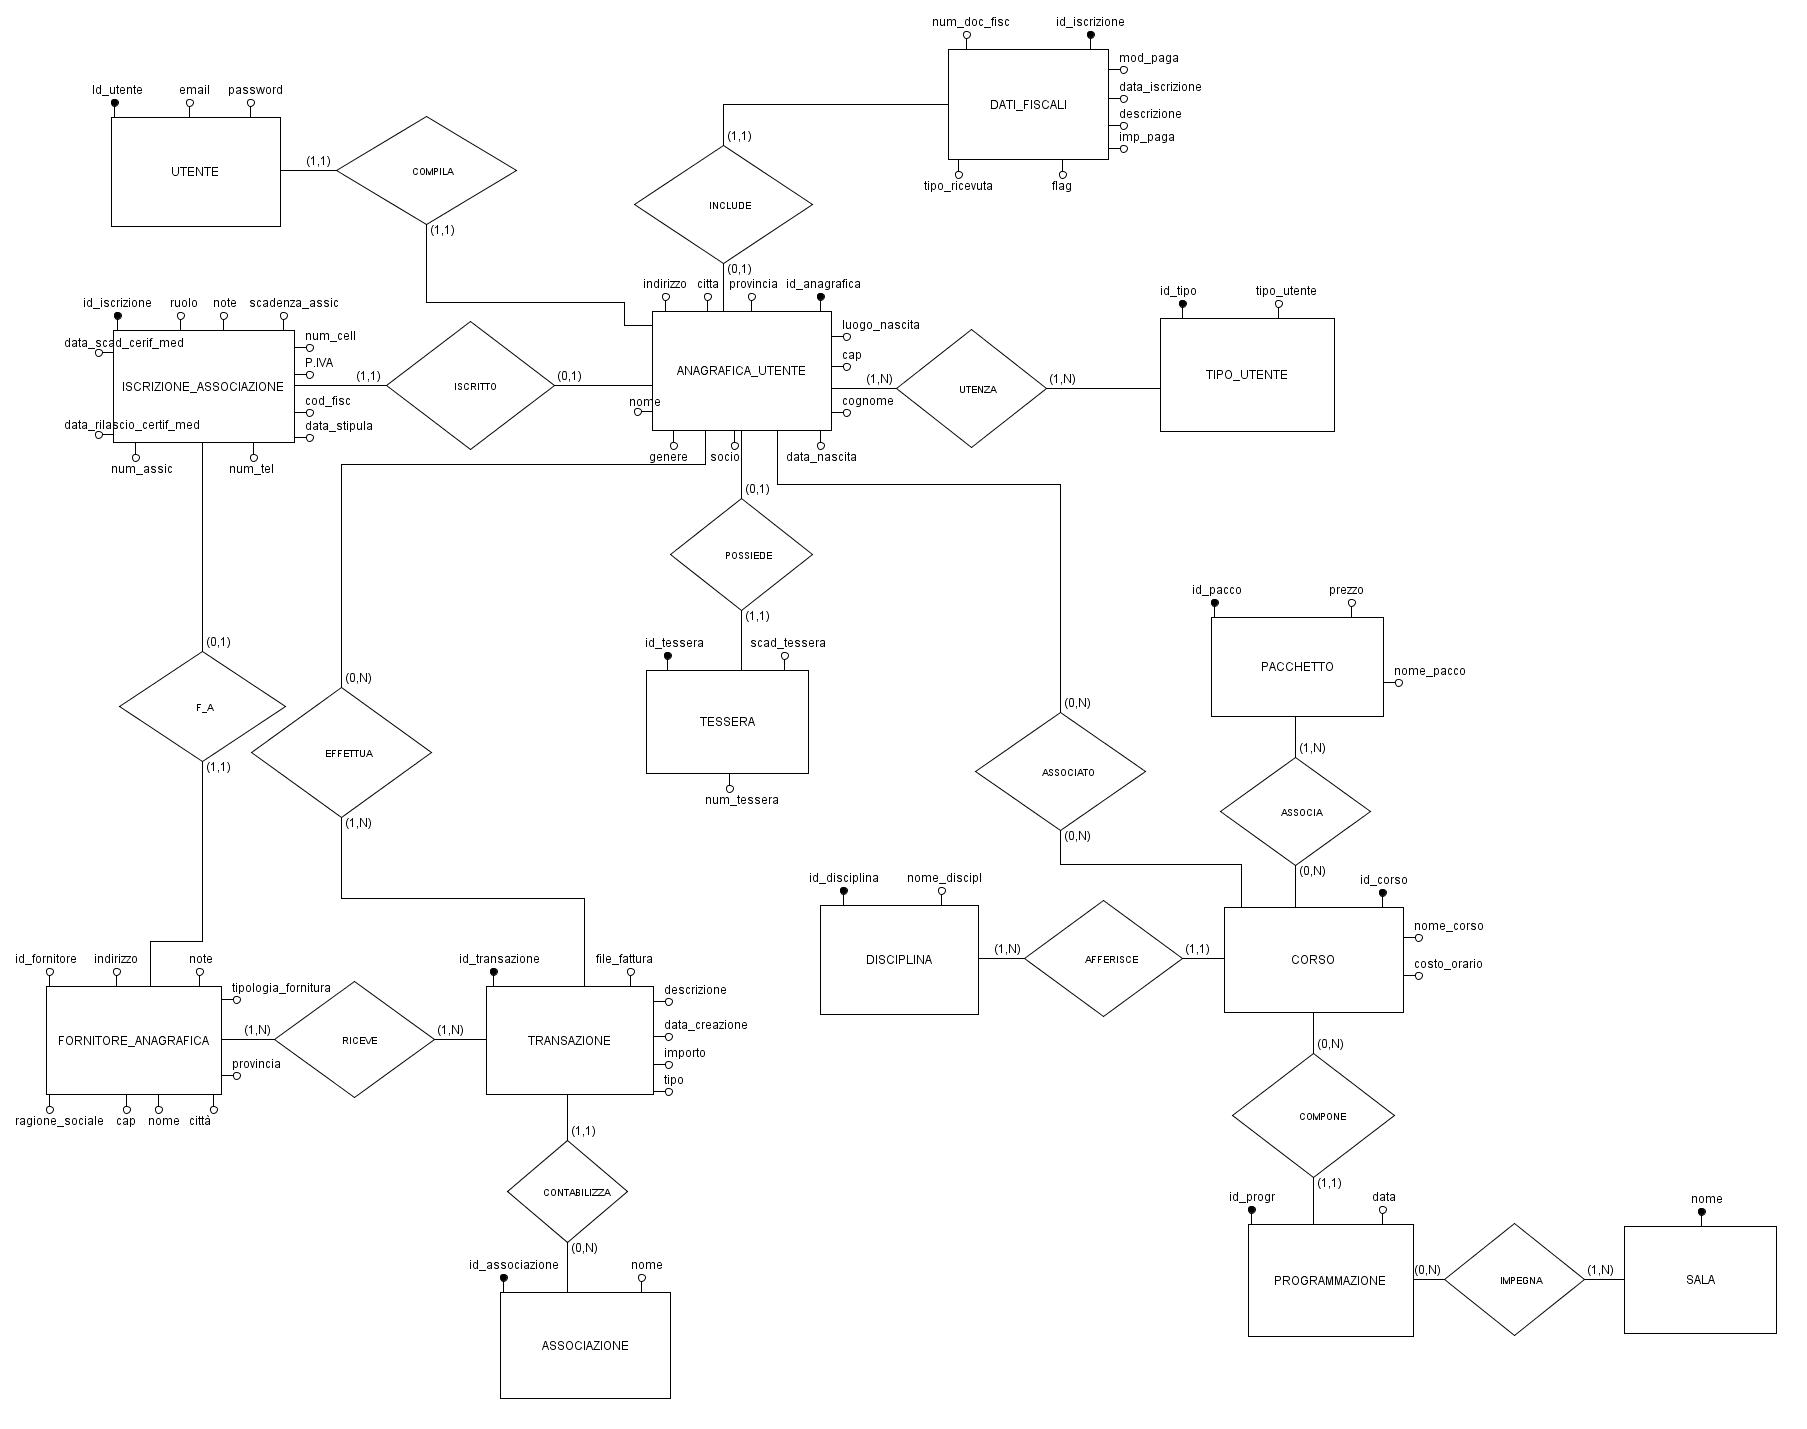 num_doc_fisc id_iscrizione
mod_paga
data_iscrizione
descrizione
imp_paga
DATI_FISCALI
tipo_ricevuta flag
Id_utente email password
UTENTE
(1,1)
COMPILA
(1,1)
(1,1)
INCLUDE
(0,1)
indirizzo citta provincia id_anagrafica
luogo_nascita
cap
cognome
ANAGRAFICA_UTENTE
nome
genere socio data_nascita
id_iscrizione ruolo note scadenza_assic
data_scad_cerif_med
num_cell
P.IVA
ISCRIZIONE_ASSOCIAZIONE
cod_fisc
data_rilascio_certif_med
data_stipula
num_assic num_tel
(1,1)
ISCRITTO
(0,1)
(1,N)
UTENZA
(1,N)
id_tipo tipo_utente
TIPO_UTENTE
(0,1)
POSSIEDE
(1,1)
id_tessera scad_tessera
TESSERA
num_tessera
(0,1)
F_A
(1,1)
(0,N)
EFFETTUA
(1,N)
(0,N)
ASSOCIATO
(0,N)
id_pacco prezzo
PACCHETTO
nome_pacco
(1,N)
ASSOCIA
(0,N)
id_corso
nome_corso
costo_orario
CORSO
id_disciplina nome_discipl
DISCIPLINA
(1,N)
AFFERISCE
(1,1)
id_fornitore indirizzo note
tipologia_fornitura
FORNITORE_ANAGRAFICA
provincia
ragione_sociale cap nome città
(1,N)
RICEVE
(1,N)
id_transazione file_fattura
descrizione
data_creazione
TRANSAZIONE
importo
tipo
(1,1)
CONTABILIZZA
(0,N)
id_associazione nome
ASSOCIAZIONE
(0,N)
COMPONE
(1,1)
id_progr data
PROGRAMMAZIONE
(0,N)
IMPEGNA
(1,N)
nome
SALA